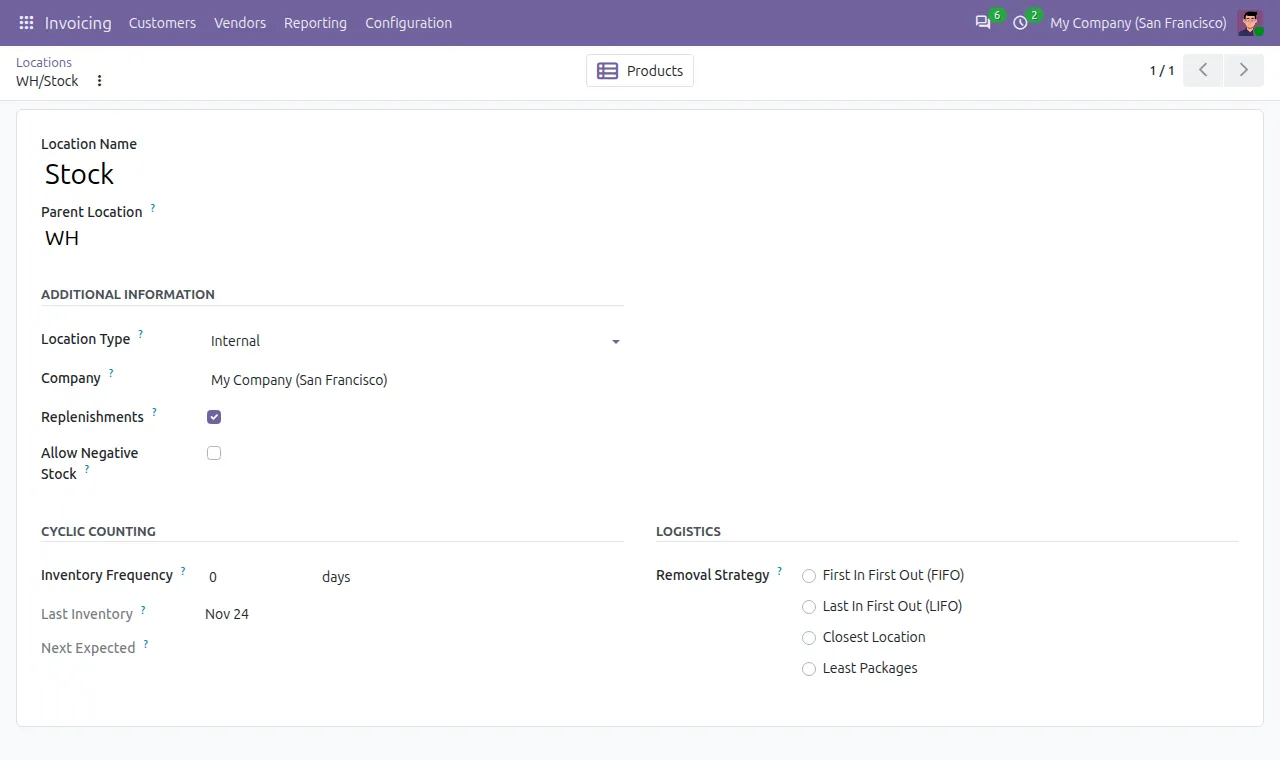 Invoicing Customers Vendors Reporting Configuration 6 2 My Company (San Francisco)
Locations
WH/Stock
Products
1 / 1
Location Name
Stock
Parent Location ?
WH
ADDITIONAL INFORMATION
Location Type ? Internal
Company ? My Company (San Francisco)
Replenishments ?
Allow Negative
Stock ?
CYCLIC COUNTING
Inventory Frequency ? 0 days
Last Inventory ? Nov 24
Next Expected ?
LOGISTICS
Removal Strategy ? First In First Out (FIFO)
Last In First Out (LIFO)
Closest Location
Least Packages